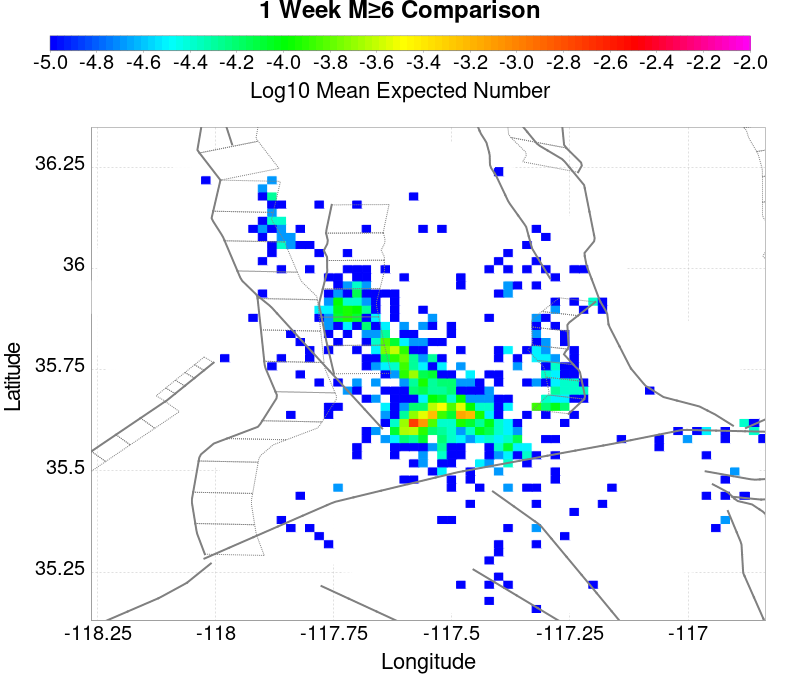 1 Week M≥6 Comparison
-5.0 -4.8 -4.6 -4.4 -4.2 -4.0 -3.8 -3.6 -3.4 -3.2 -3.0 -2.8 -2.6 -2.4 -2.2 -2.0
Log10 Mean Expected Number
36.25
36
35.75
35.5
35.25
Latitude
-118.25 -118 -117.75 -117.5 -117.25 -117
Longitude